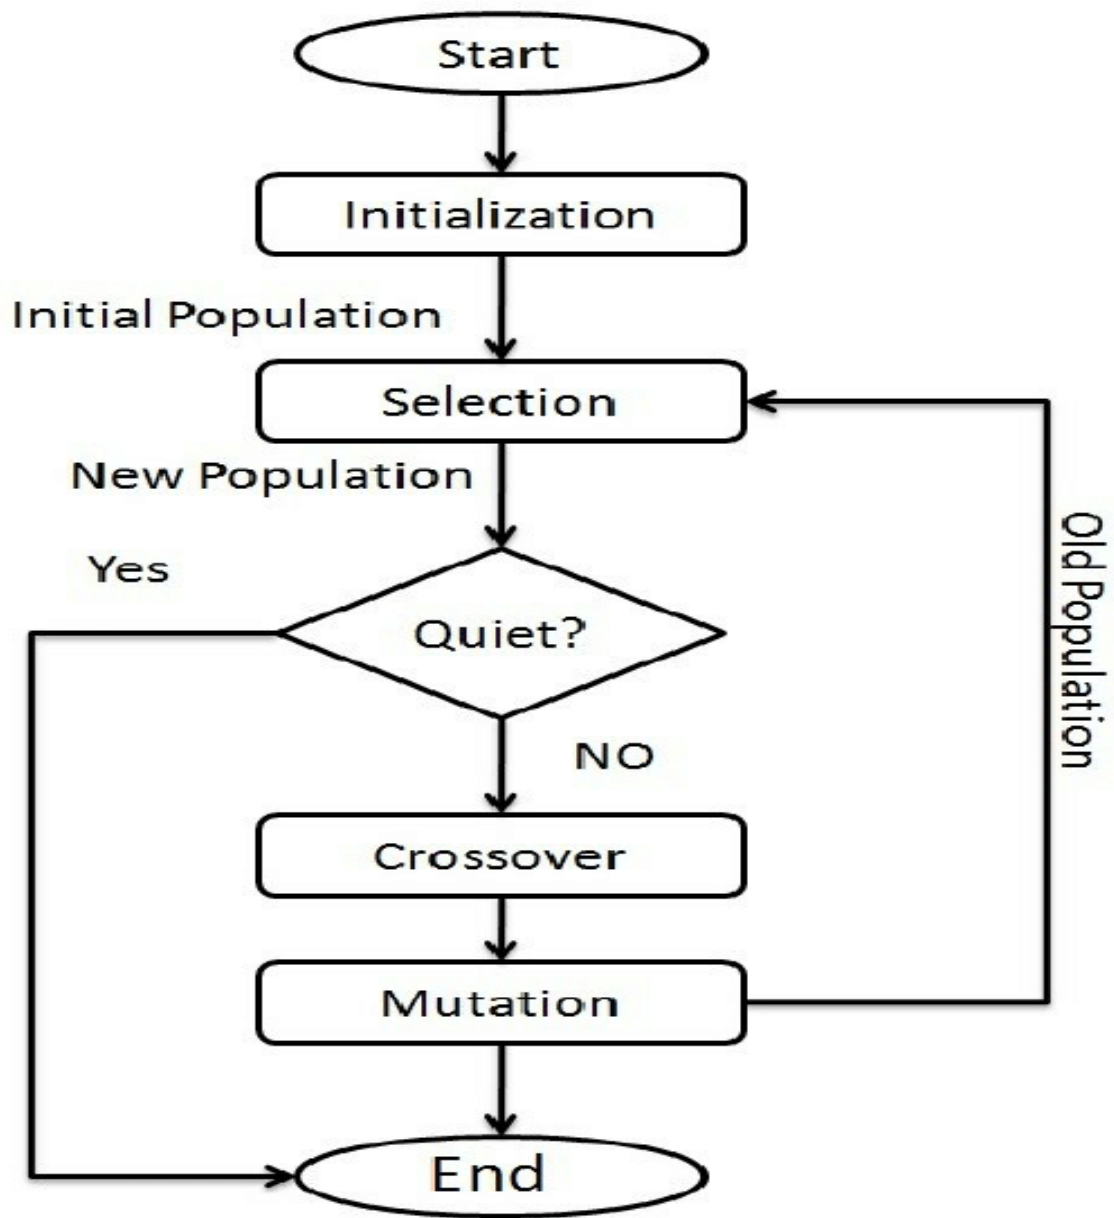 Start
Initialization
Initial Population
Selection
New Population
Yes
Quiet?
NO
Old Population
Crossover
Mutation
End